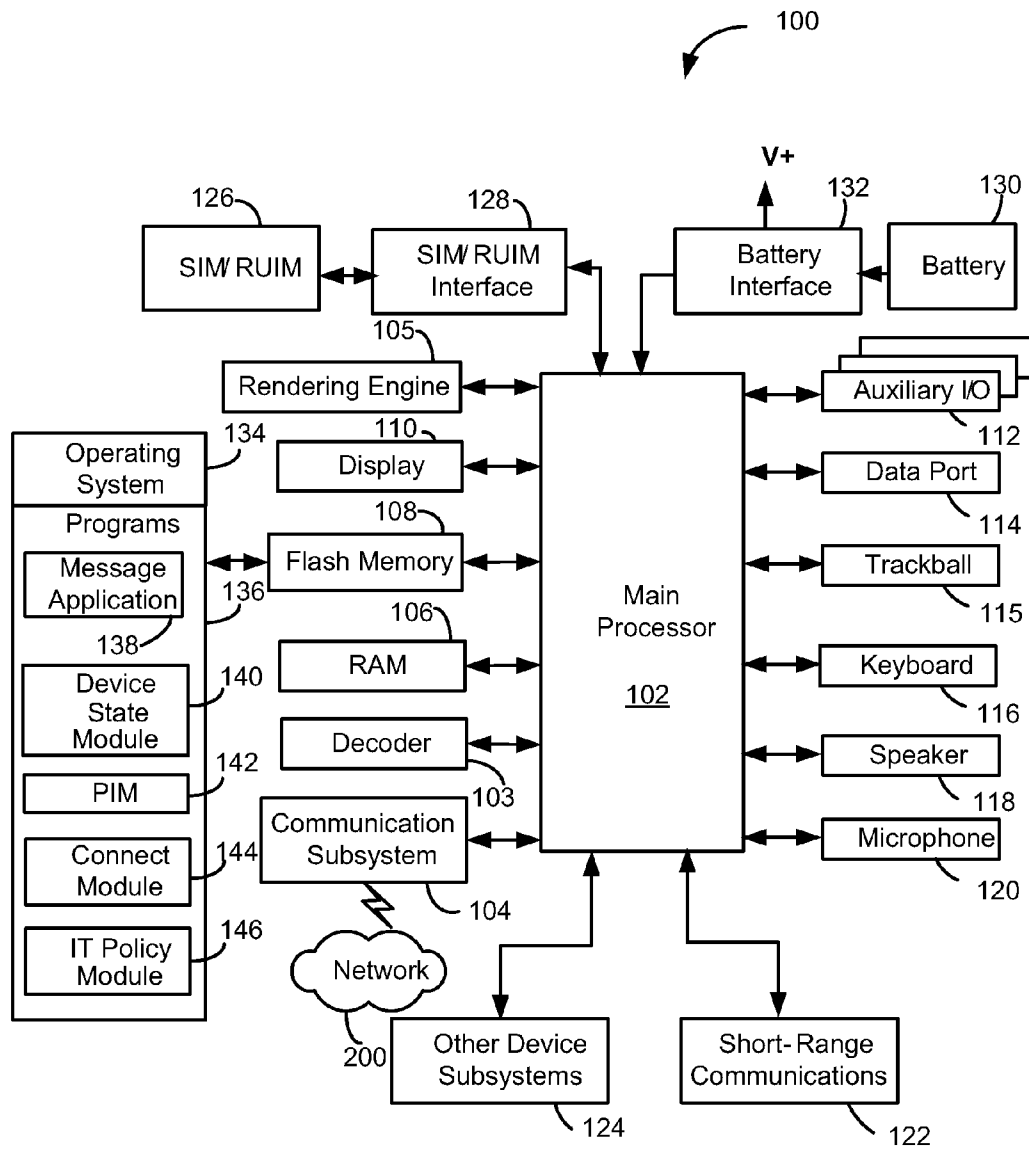 100
V+
126
128
132
130
SIM/ RUIM
SIM/ RUIM
Interface
Battery
Interface
Battery
105
Rendering Engine
Auxiliary I/O
112
134
Operating
System
110
Display
Data Port
114
Programs
108
Flash Memory
Message
Application
136
138
Trackball
115
106
RAM
Main
Processor
102
Keyboard
116
140
Device
State
Module
Decoder
103
Speaker
118
142
PIM
Communication
Subsystem
104
Microphone
120
Connect
Module
144
IT Policy
Module
146
Network
200
Other Device
Subsystems
124
Short- Range
Communications
122